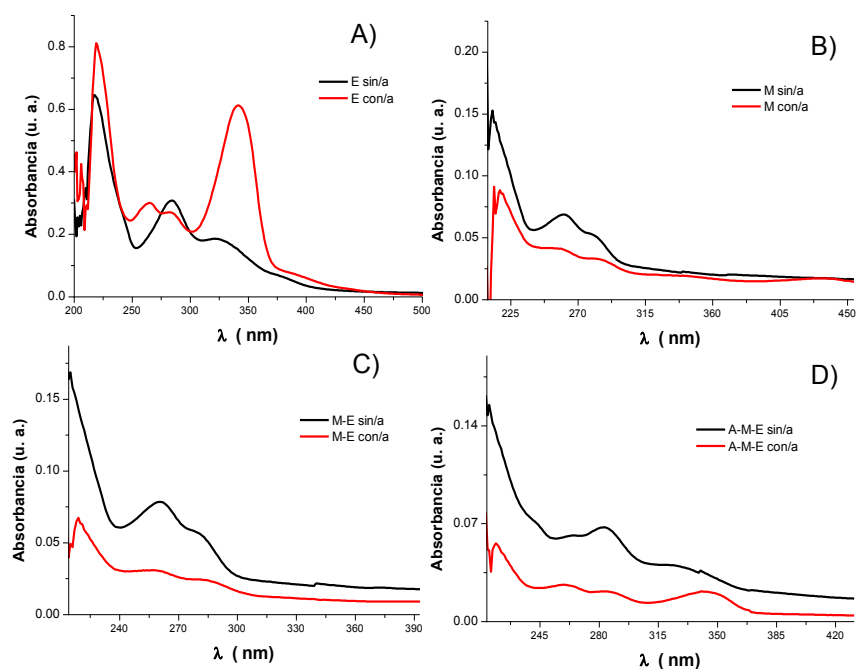 A)
E sin/a
E con/a
Absorbancia (u. a.)
0.8
0.6
0.4
0.2
0.0
200 250 300 350 400 450 500
λ ( nm)
B)
M sin/a
M con/a
Absorbancia (u. a.)
0.20
0.15
0.10
0.05
0.00
225 270 315 360 405 450
λ ( nm)
C)
M-E sin/a
M-E con/a
Absorbancia (u. a.)
0.15
0.10
0.05
0.00
240 270 300 330 360 390
λ ( nm)
D)
A-M-E sin/a
A-M-E con/a
Absorbancia (u. a.)
0.14
0.07
0.00
245 280 315 350 385 420
λ ( nm)